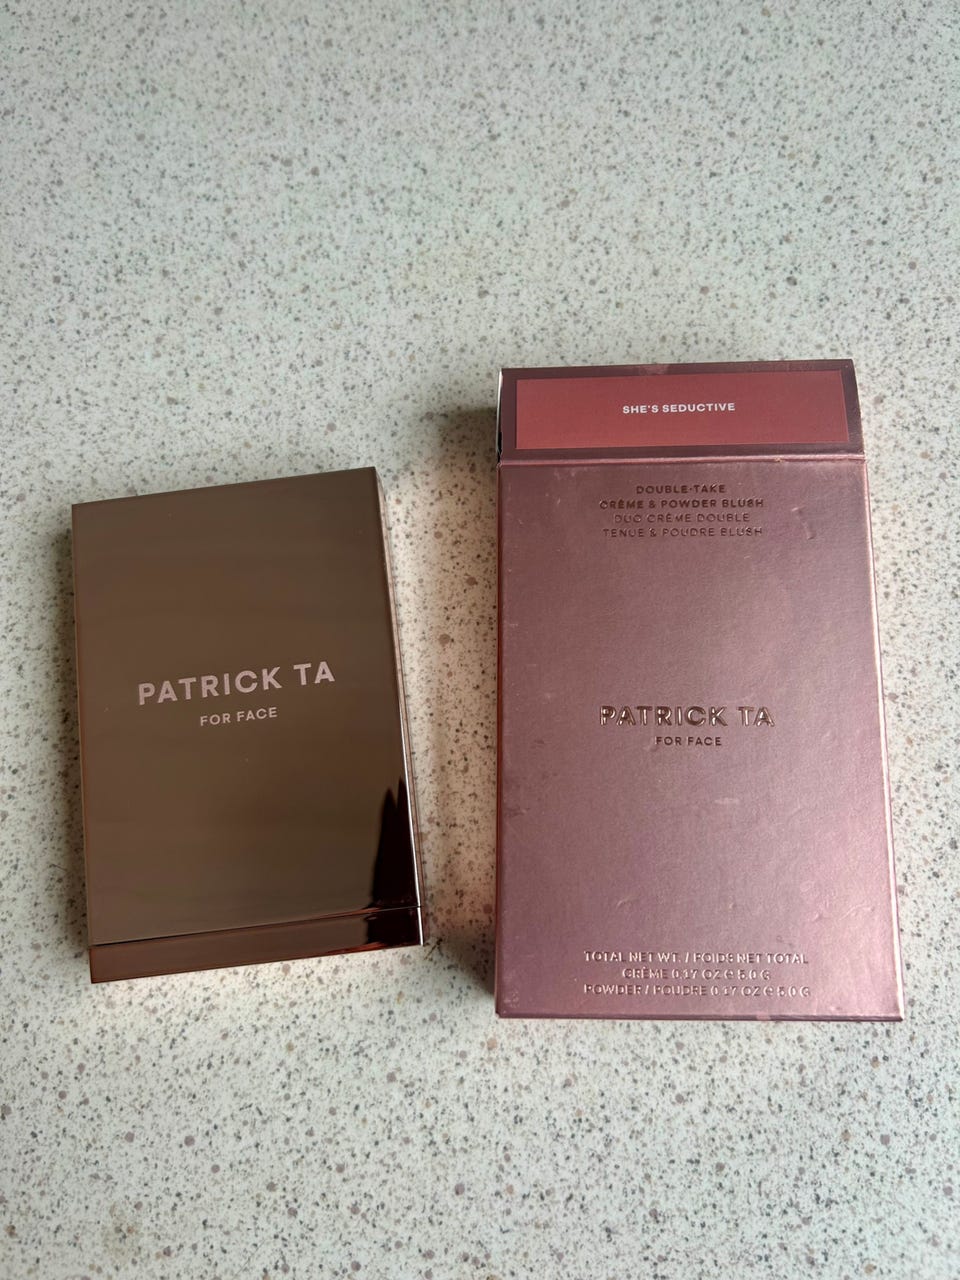 PATRICK TA
FOR FACE
SHE'S SEDUCTIVE
DOUBLE-TAKE
CRÈME & POWDER BLUSH
DUO CRÈME DOUBLE
TENUE & POUDRE BLUSH
PATRICK TA
FOR FACE
TOTAL NET WT. / POIDS NET TOTAL
CRÈME 0.17 OZ ℮ 5.0 G
POWDER / POUDRE 0.17 OZ ℮ 5.0 G